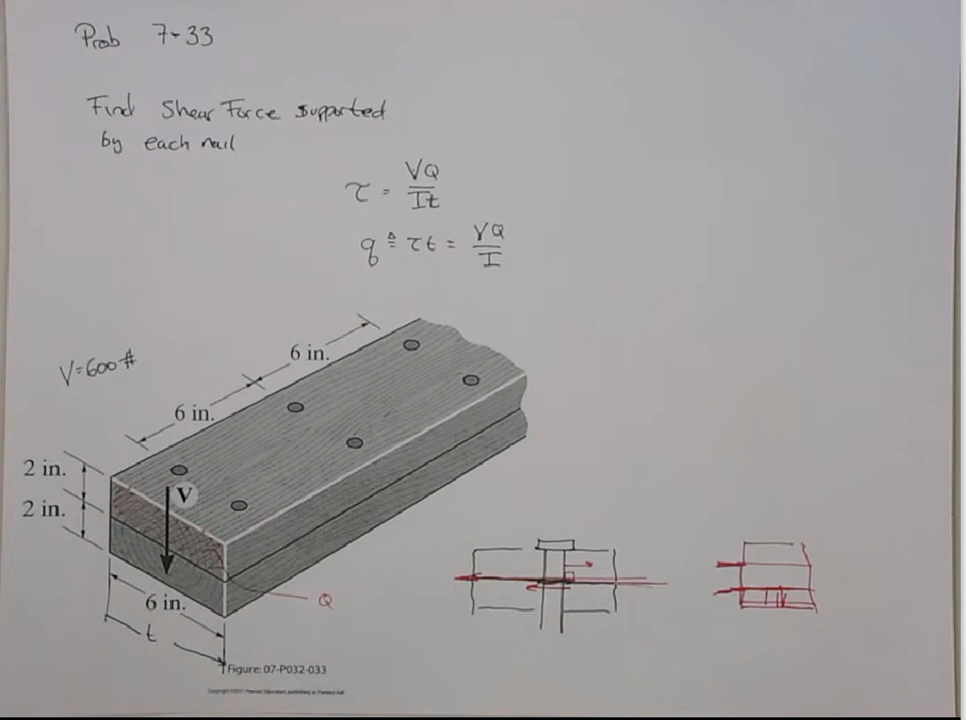 Prob 7-33
Find Shear Force supported
by each nail
τ = VQ/It
q ≜ τt = VQ/I
V=600#
6 in.
6 in.
2 in.
V
2 in.
6 in.
Q
t
Figure: 07-P032-033